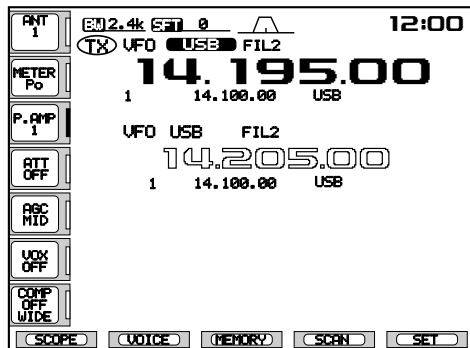 ANT 1
BW 2.4k SFT 0
12:00
TX VFO USB FIL2
METER Po
14.195.00
1 14.100.00 USB
P.AMP 1
VFO USB FIL2
ATT OFF
14.205.00
1 14.100.00 USB
AGC MID
VOX OFF
COMP OFF WIDE
SCOPE VOICE MEMORY SCAN SET